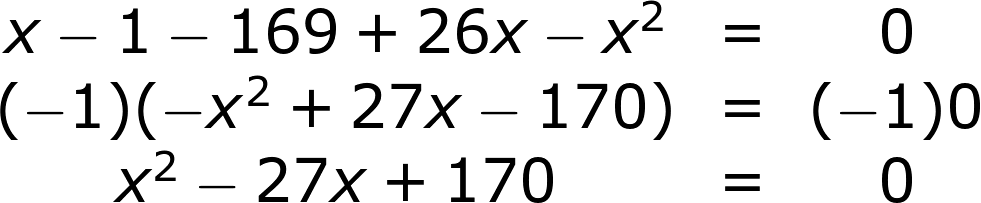 x − 1 − 169 + 26x − x² = 0
(−1)(−x² + 27x − 170) = (−1)0
x² − 27x + 170 = 0